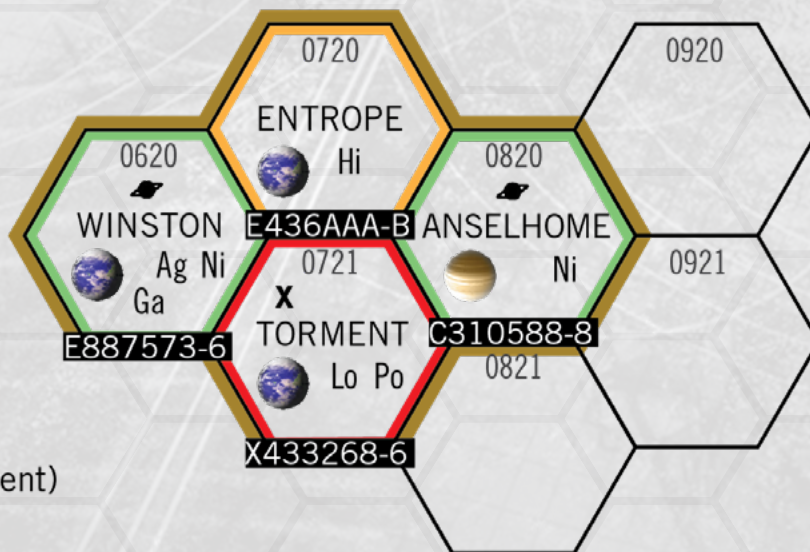 0720
ENTROPE
Hi
E436AAA-B
0920
0620
WINSTON
Ag Ni
Ga
E887573-6
0820
ANSELHOME
Ni
C310588-8
0721
X
TORMENT
Lo Po
X433268-6
0921
0821
ent)